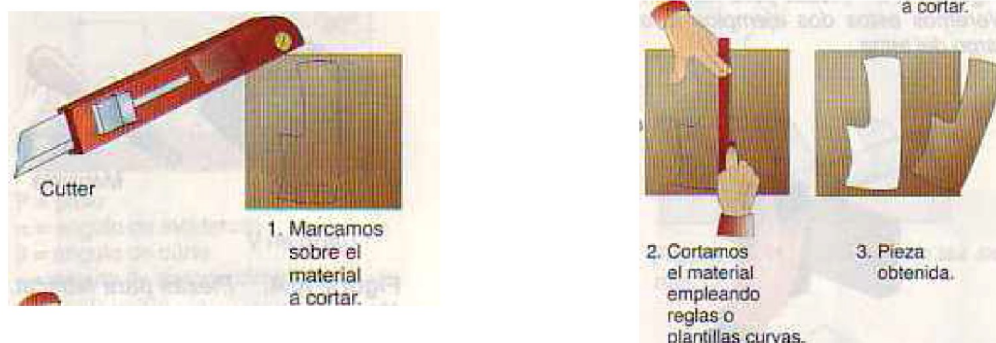 Cutter
1. Marcamos
sobre el
material
a cortar.
a cortar.
2. Cortamos
el material
empleando
reglas o
plantillas curvas.
3. Pieza
obtenida.